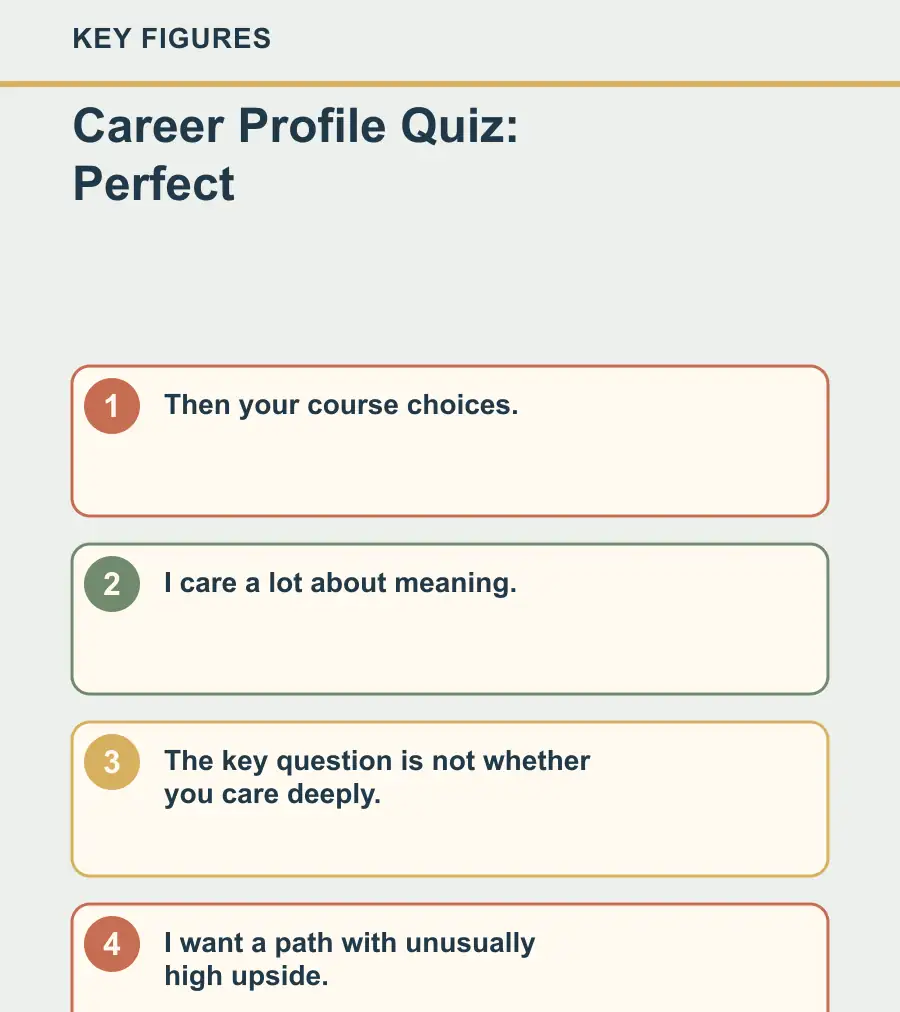 KEY FIGURES
Career Profile Quiz:
Perfect
1
Then your course choices.
2
I care a lot about meaning.
3
The key question is not whether
you care deeply.
4
I want a path with unusually
high upside.